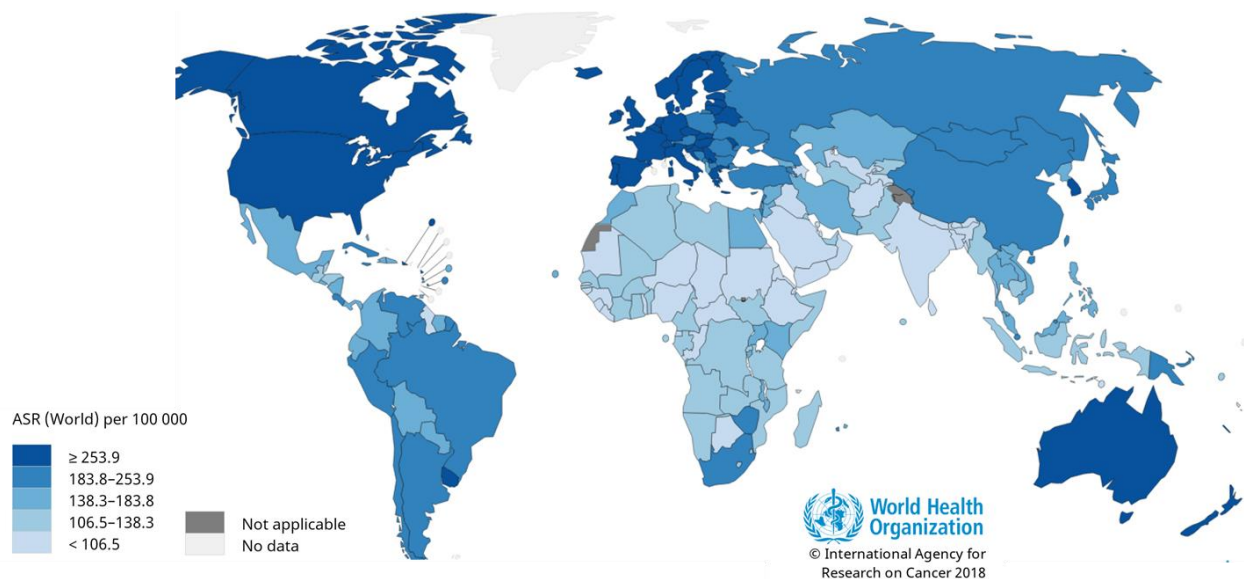 ASR (World) per 100 000
≥ 253.9
183.8–253.9
138.3–183.8
106.5–138.3
< 106.5
Not applicable
No data
World Health
Organization
© International Agency for
Research on Cancer 2018